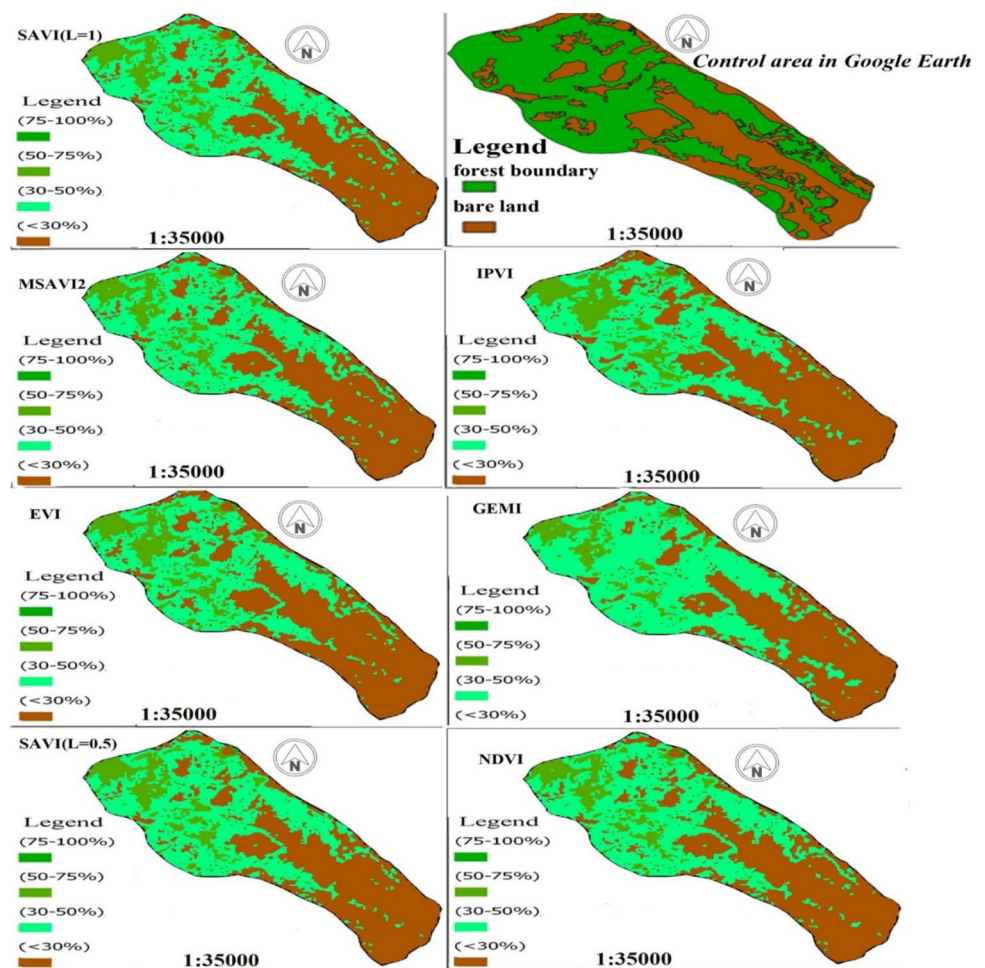 SAVI(L=1)
N
Legend
(75-100%)
(50-75%)
(30-50%)
(<30%)
1:35000
N
Control area in Google Earth
Legend
forest boundary
bare land
1:35000
MSAVI2
N
Legend
(75-100%)
(50-75%)
(30-50%)
(<30%)
1:35000
IPVI
N
Legend
(75-100%)
(50-75%)
(30-50%)
(<30%)
1:35000
EVI
N
Legend
(75-100%)
(50-75%)
(30-50%)
(<30%)
1:35000
GEMI
N
Legend
(75-100%)
(50-75%)
(30-50%)
(<30%)
1:35000
SAVI(L=0.5)
N
Legend
(75-100%)
(50-75%)
(30-50%)
(<30%)
1:35000
NDVI
N
Legend
(75-100%)
(50-75%)
(30-50%)
(<30%)
1:35000